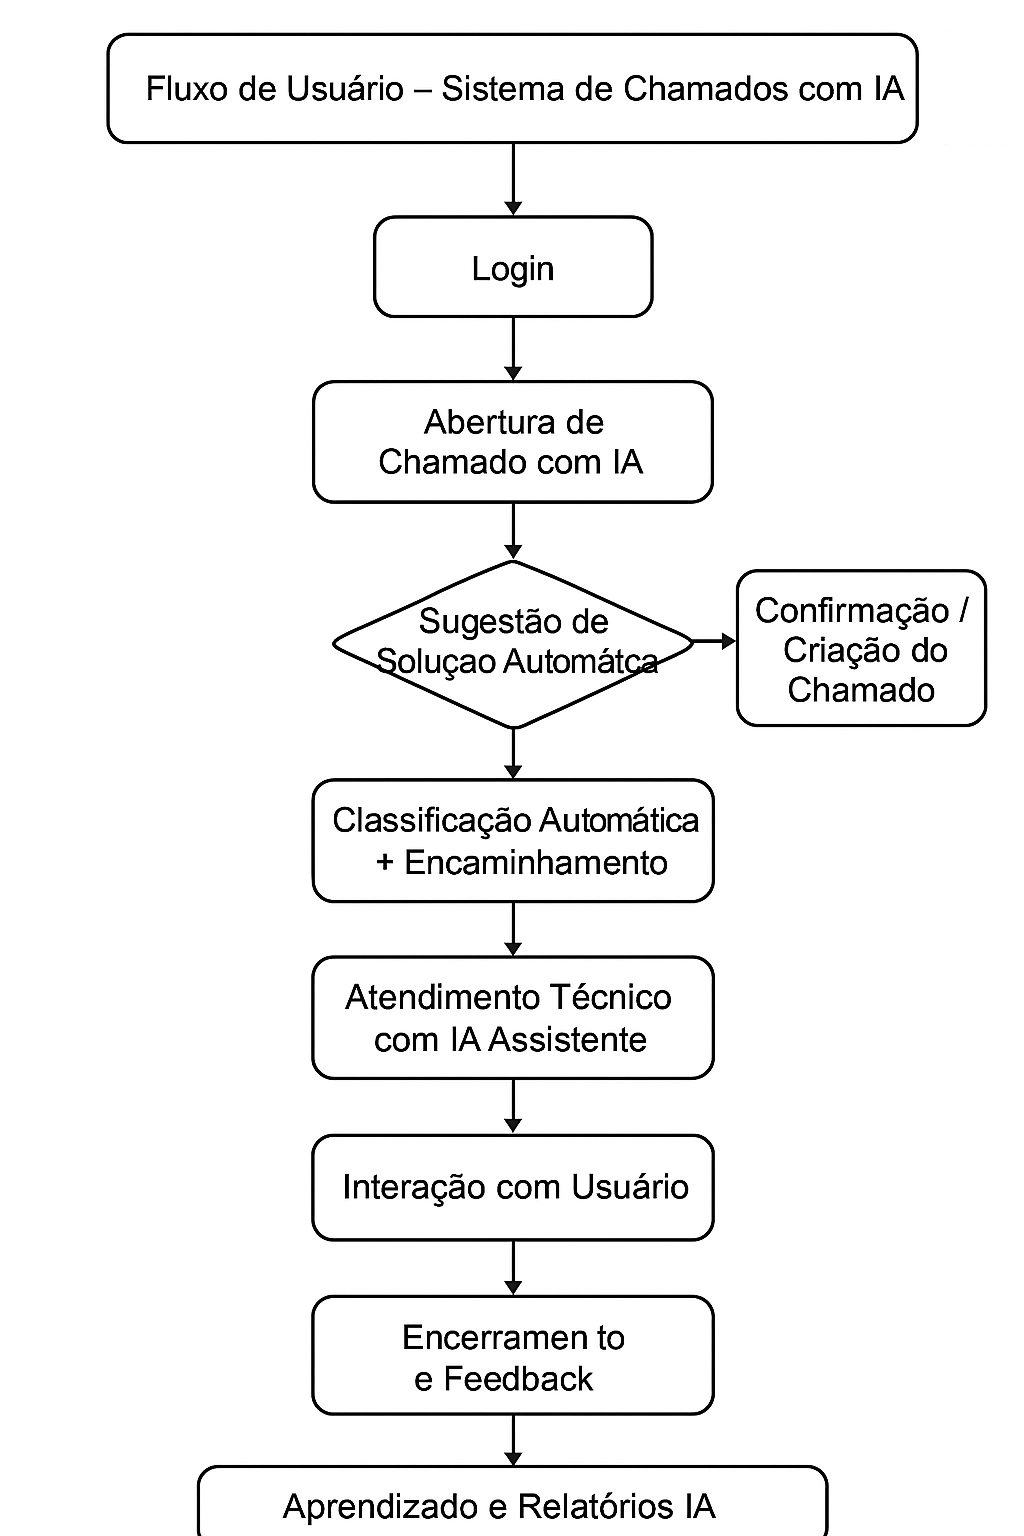 Fluxo de Usuário – Sistema de Chamados com IA
Login
Abertura de
Chamado com IA
Sugestão de
Soluçao Automátca
Confirmação /
Criação do
Chamado
Classificação Automática
+ Encaminhamento
Atendimento Técnico
com IA Assistente
Interação com Usuário
Encerramen to
e Feedback
Aprendizado e Relatórios IA